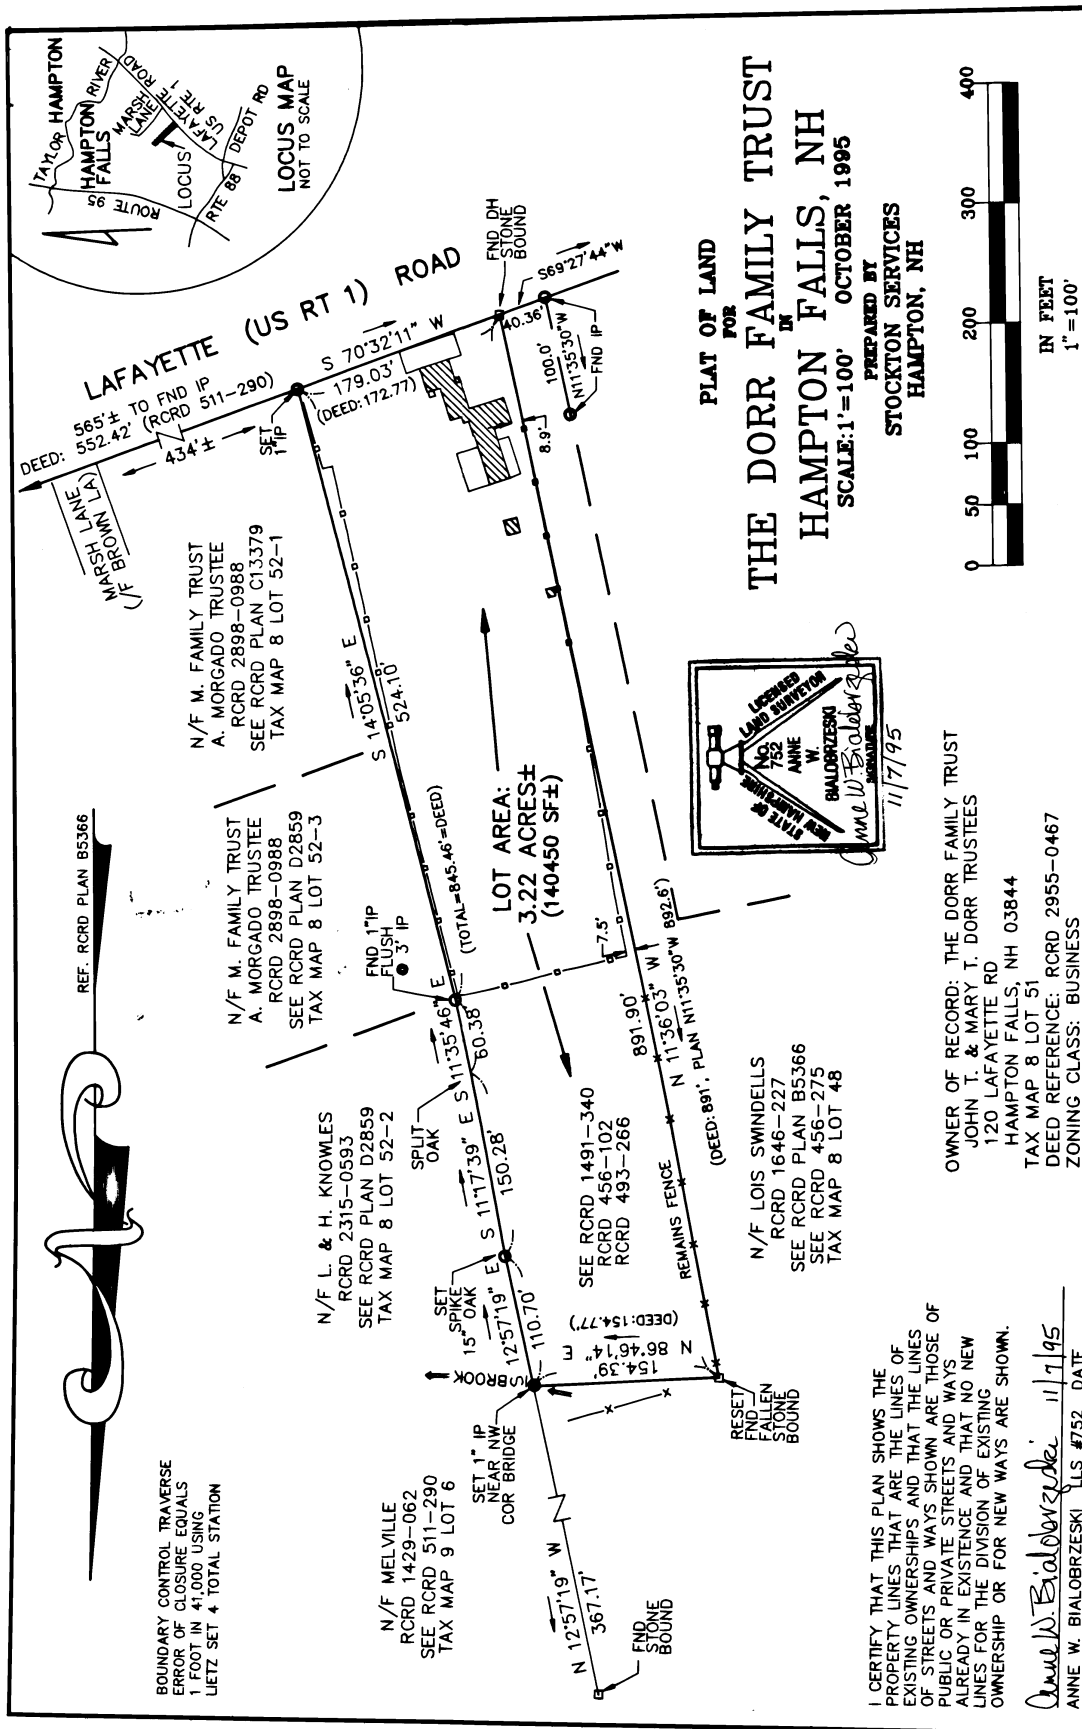 TAYLOR
HAMPTON
RIVER
HAMPTON
FALLS
MARSH
LANE
LAFAYETTE ROAD
US RTE 1
ROUTE 95
LOCUS
RTE 88
DEPOT RD
LOCUS MAP
NOT TO SCALE
REF. RCRD PLAN B5366
BOUNDARY CONTROL TRAVERSE
ERROR OF CLOSURE EQUALS
1 FOOT IN 41,000 USING
LIETZ SET 4 TOTAL STATION
LAFAYETTE (US RT 1) ROAD
565'± TO FND IP
DEED: 552.42' (RCRD 511-290)
434'±
MARSH LANE
(/F BROWN LA)
SET
1"IP
S 70°32'11" W
179.03'
(DEED:172.77)
FND DH
STONE
BOUND
S69°27'44"W
40.36'
100.0'
N11°35'30"W
FND IP
8.9'
N/F M. FAMILY TRUST
A. MORGADO TRUSTEE
RCRD 2898-0988
SEE RCRD PLAN C13379
TAX MAP 8 LOT 52-1
S 14°05'36" E
524.10'
(TOTAL=845.46'=DEED)
N/F M. FAMILY TRUST
A. MORGADO TRUSTEE
RCRD 2898-0988
SEE RCRD PLAN D2859
TAX MAP 8 LOT 52-3
FND 1"IP
FLUSH
3' IP
LOT AREA:
3.22 ACRES±
(140450 SF±)
7.5'
S 11°35'46" E
60.38'
SPLIT
OAK
N/F L. & H. KNOWLES
RCRD 2315-0593
SEE RCRD PLAN D2859
TAX MAP 8 LOT 52-2
S 11°17'39" E
150.28'
SET
SPIKE
15" OAK
S 12°57'19" E
110.70'
BROOK
SET 1" IP
NEAR NW
COR BRIDGE
N 86°46'14" E
154.39'
(DEED:154.77')
RESET
FND
FALLEN
STONE
BOUND
SEE RCRD 1491-340
RCRD 456-102
RCRD 493-266
891.90'
N 11°36'03" W
(DEED:891', PLAN N11°35'30"W 892.6')
REMAINS FENCE
N/F LOIS SWINDELLS
RCRD 1646-227
SEE RCRD PLAN B5366
SEE RCRD 456-275
TAX MAP 8 LOT 48
N/F MELVILLE
RCRD 1429-062
SEE RCRD 511-290
TAX MAP 9 LOT 6
N 12°57'19" W
367.17'
FND
STONE
BOUND
PLAT OF LAND
FOR
THE DORR FAMILY TRUST
IN
HAMPTON FALLS, NH
SCALE:1'=100' OCTOBER 1995
PREPARED BY
STOCKTON SERVICES
HAMPTON, NH
0 50 100 200 300 400
IN FEET
1"=100'
STATE OF
NEW HAMPSHIRE
LICENSED
LAND SURVEYOR
No.
752
ANNE
W.
BIALOBRZESKI
SIGNATURE
Anne W. Bialobrzeski
11/7/95
OWNER OF RECORD: THE DORR FAMILY TRUST
JOHN T. & MARY T. DORR TRUSTEES
120 LAFAYETTE RD
HAMPTON FALLS, NH 03844
TAX MAP 8 LOT 51
DEED REFERENCE: RCRD 2955-0467
ZONING CLASS: BUSINESS
I CERTIFY THAT THIS PLAN SHOWS THE
PROPERTY LINES THAT ARE THE LINES OF
EXISTING OWNERSHIPS AND THAT THE LINES
OF STREETS AND WAYS SHOWN ARE THOSE OF
PUBLIC OR PRIVATE STREETS AND WAYS
ALREADY IN EXISTENCE AND THAT NO NEW
LINES FOR THE DIVISION OF EXISTING
OWNERSHIP OR FOR NEW WAYS ARE SHOWN.
Anne W. Bialobrzeski 11/7/95
ANNE W. BIALOBRZESKI LLS #752 DATE